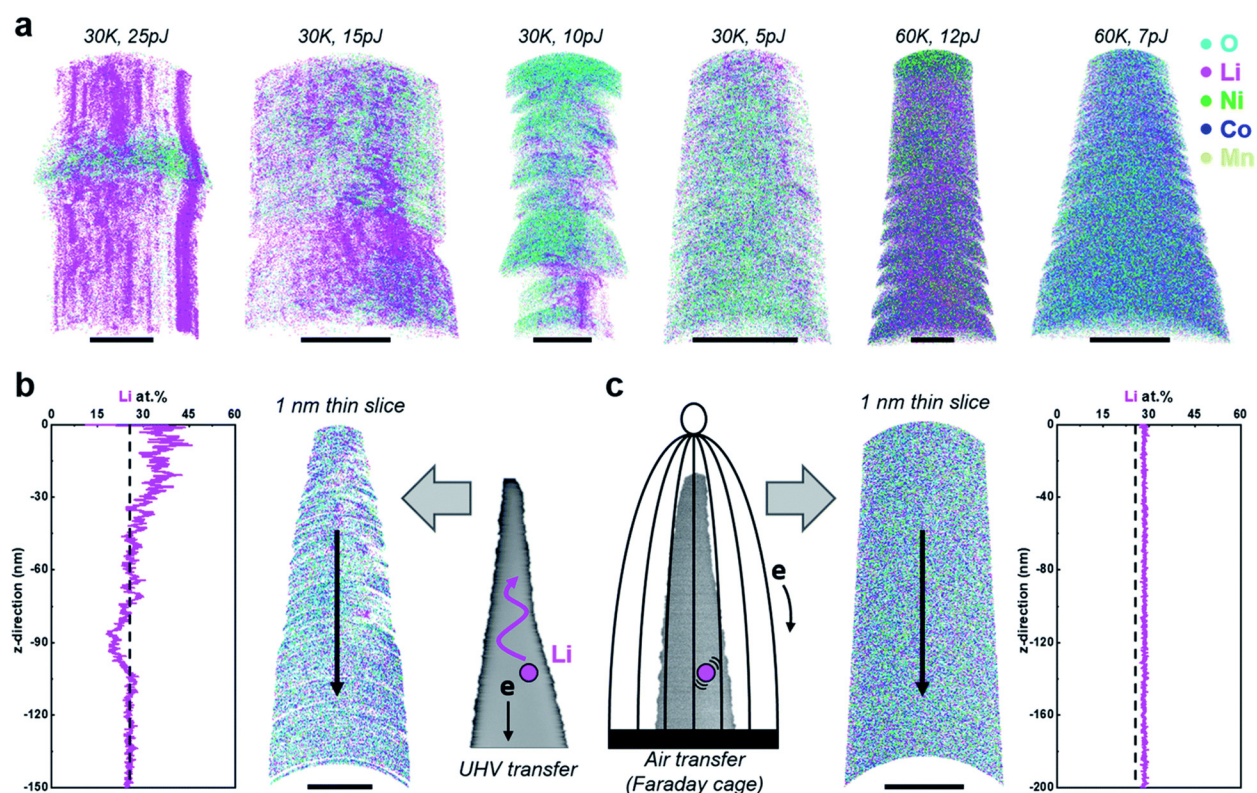 a
30K, 25pJ
30K, 15pJ
30K, 10pJ
30K, 5pJ
60K, 12pJ
60K, 7pJ
O
Li
Ni
Co
Mn
b
Li at.%
0 15 30 45 60
0
-30
-60
-90
-120
-150
z-direction (nm)
1 nm thin slice
Li
e
UHV transfer
c
e
Air transfer
(Faraday cage)
1 nm thin slice
Li at.%
0 15 30 45 60
0
-40
-80
-120
-160
-200
z-direction (nm)